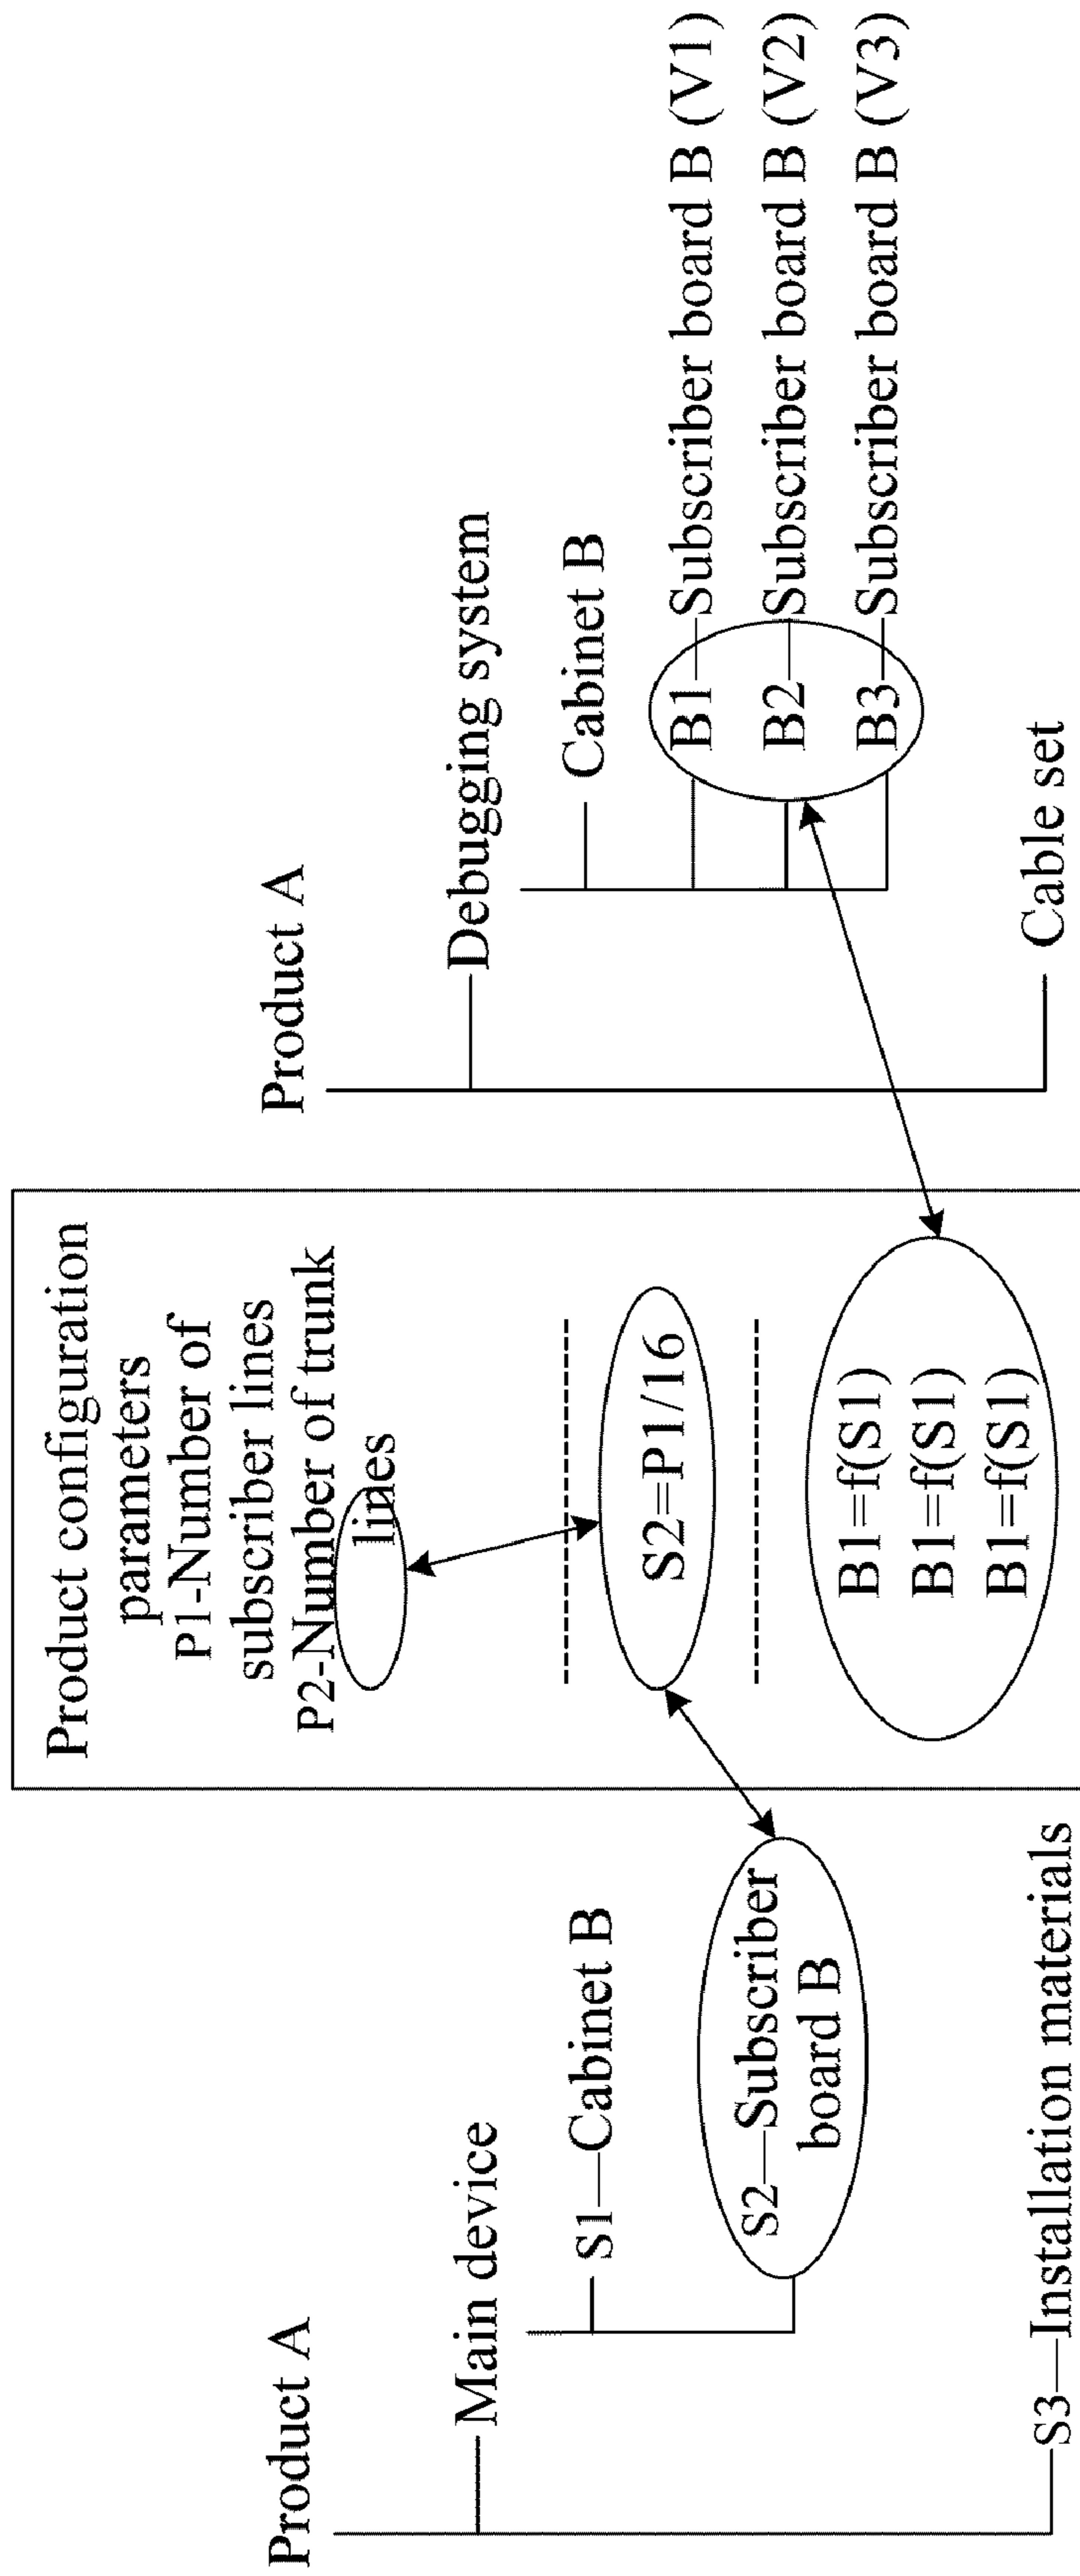 Product A
Main device
S1—Cabinet B
S2—Subscriber
board B
S3—Installation materials
Product configuration
parameters
P1-Number of
subscriber lines
P2-Number of trunk
lines
S2=P1/16
B1=f(S1)
B1=f(S1)
B1=f(S1)
Product A
Debugging system
Cabinet B
B1—Subscriber board B (V1)
B2—Subscriber board B (V2)
B3—Subscriber board B (V3)
Cable set